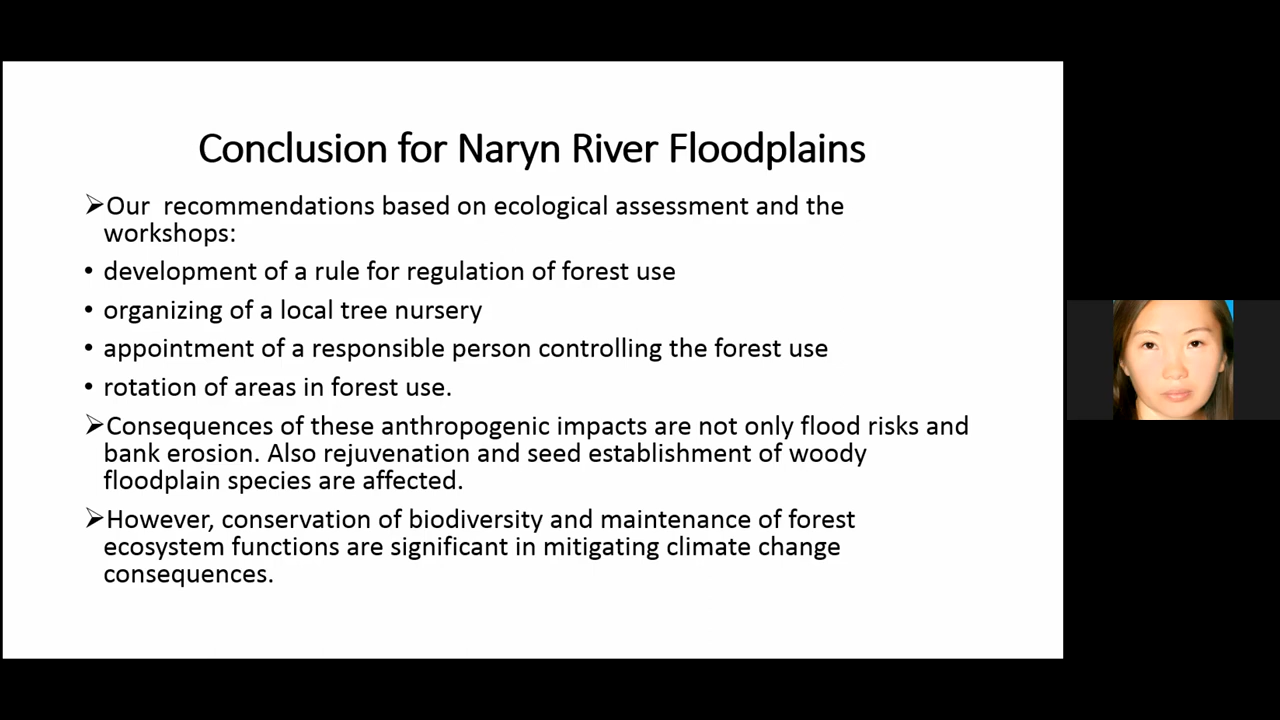 Conclusion for Naryn River Floodplains
➢Our recommendations based on ecological assessment and the
workshops:
• development of a rule for regulation of forest use
• organizing of a local tree nursery
• appointment of a responsible person controlling the forest use
• rotation of areas in forest use.
➢Consequences of these anthropogenic impacts are not only flood risks and
bank erosion. Also rejuvenation and seed establishment of woody
floodplain species are affected.
➢However, conservation of biodiversity and maintenance of forest
ecosystem functions are significant in mitigating climate change
consequences.